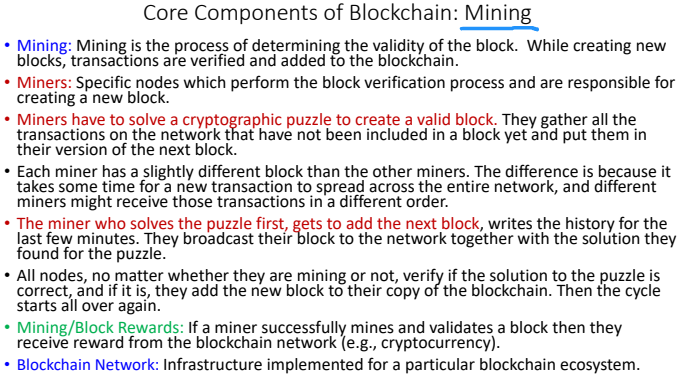 Core Components of Blockchain: Mining
• Mining: Mining is the process of determining the validity of the block.  While creating new
blocks, transactions are verified and added to the blockchain.
• Miners: Specific nodes which perform the block verification process and are responsible for
creating a new block.
• Miners have to solve a cryptographic puzzle to create a valid block. They gather all the
transactions on the network that have not been included in a block yet and put them in
their version of the next block.
• Each miner has a slightly different block than the other miners. The difference is because it
takes some time for a new transaction to spread across the entire network, and different
miners might receive those transactions in a different order.
• The miner who solves the puzzle first, gets to add the next block, writes the history for the
last few minutes. They broadcast their block to the network together with the solution they
found for the puzzle.
• All nodes, no matter whether they are mining or not, verify if the solution to the puzzle is
correct, and if it is, they add the new block to their copy of the blockchain. Then the cycle
starts all over again.
• Mining/Block Rewards: If a miner successfully mines and validates a block then they
receive reward from the blockchain network (e.g., cryptocurrency).
• Blockchain Network: Infrastructure implemented for a particular blockchain ecosystem.